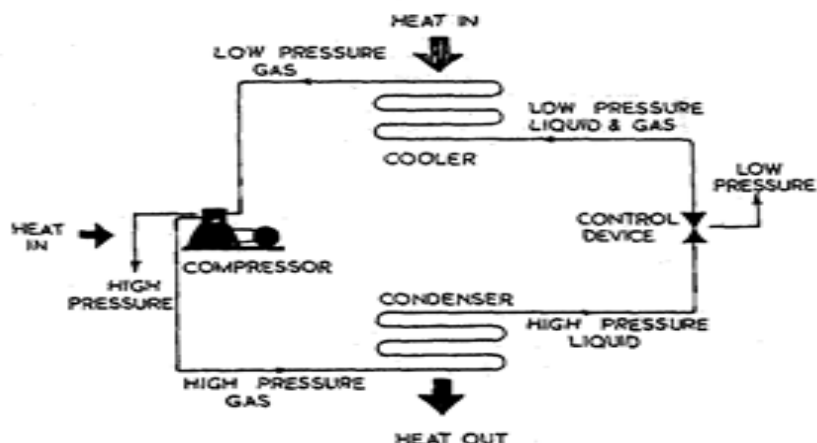 HEAT IN
LOW PRESSURE
GAS
LOW PRESSURE
LIQUID & GAS
COOLER
LOW
PRESSURE
CONTROL
DEVICE
HEAT
IN
COMPRESSOR
HIGH
PRESSURE
CONDENSER
HIGH PRESSURE
LIQUID
HIGH PRESSURE
GAS
HEAT OUT